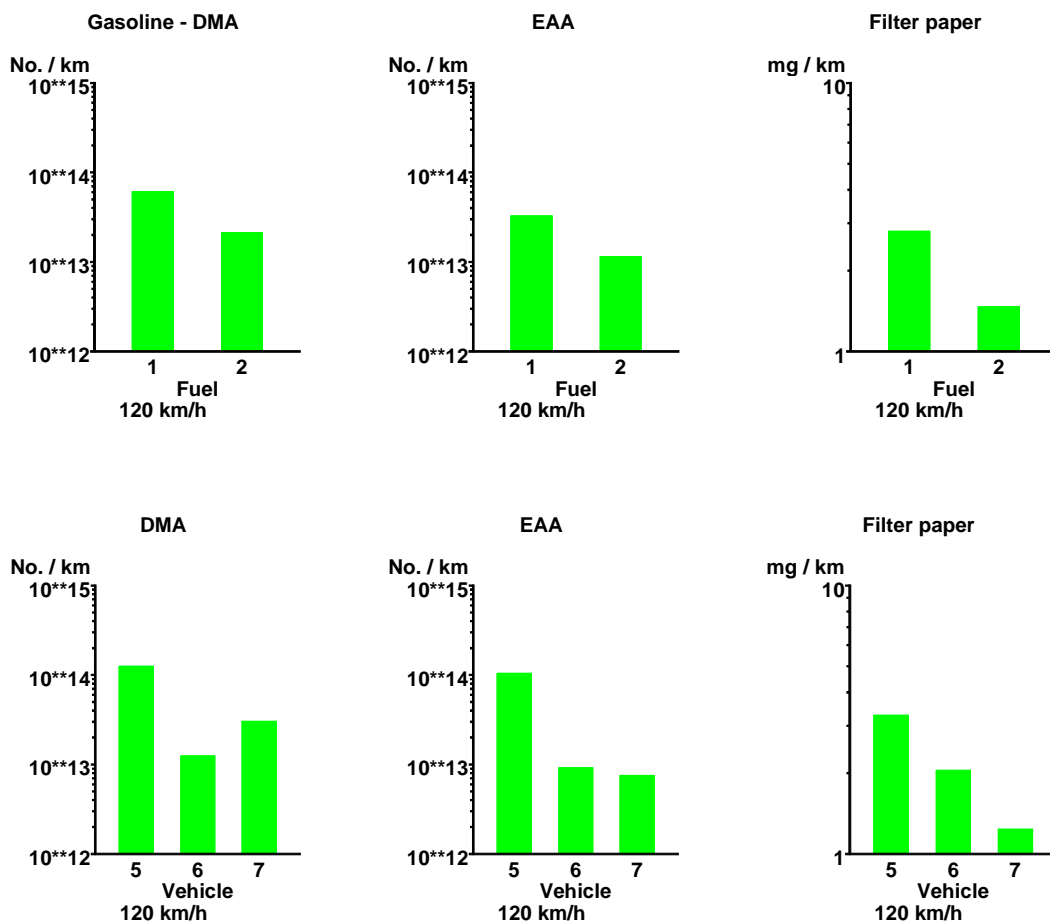 Gasoline - DMA
No. / km
10**15
10**14
10**13
10**12
1 2
Fuel
120 km/h
EAA
No. / km
10**15
10**14
10**13
10**12
1 2
Fuel
120 km/h
Filter paper
mg / km
10
1
1 2
Fuel
120 km/h
DMA
No. / km
10**15
10**14
10**13
10**12
5 6 7
Vehicle
120 km/h
EAA
No. / km
10**15
10**14
10**13
10**12
5 6 7
Vehicle
120 km/h
Filter paper
mg / km
10
1
5 6 7
Vehicle
120 km/h